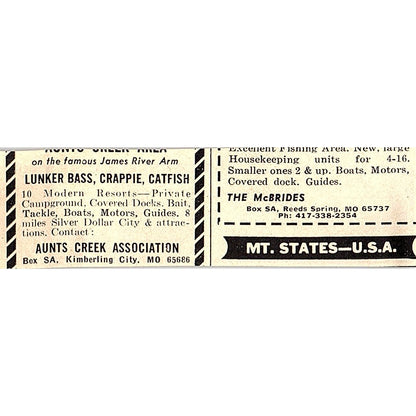 AUNTS CREEK AREA
on the famous James River Arm
LUNKER BASS, CRAPPIE, CATFISH
10 Modern Resorts—Private
Campground. Covered Docks. Bait,
Tackle, Boats, Motors, Guides. 8
miles Silver Dollar City & attrac-
tions. Contact:
AUNTS CREEK ASSOCIATION
Box SA, Kimberling City, MO 65686
Excellent Fishing Area. New, large
Housekeeping units for 4-16.
Smaller ones 2 & up. Boats, Motors,
Covered dock. Guides.
THE McBRIDES
Box SA, Reeds Spring, MO 65737
Ph: 417-338-2354
MT. STATES—U.S.A.